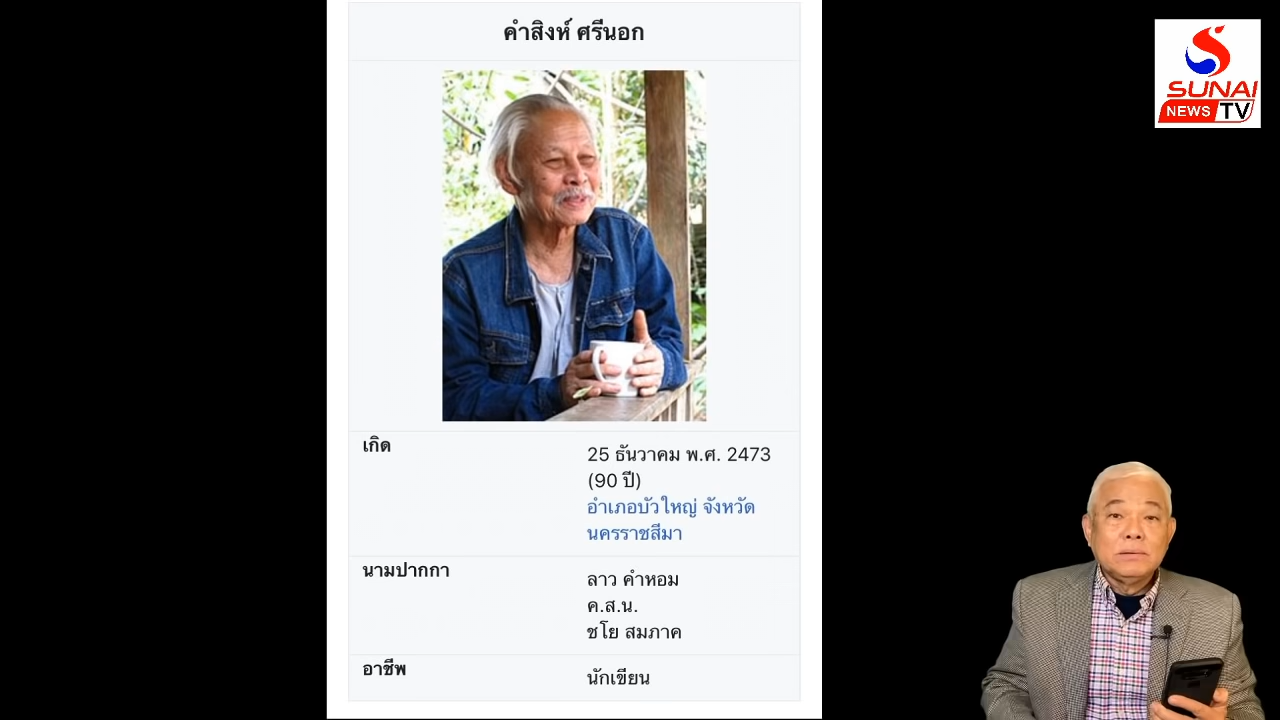 คำสิงห์ ศรีนอก
SUNAI
NEWS TV
เกิด
25 ธันวาคม พ.ศ. 2473
(90 ปี)
อำเภอบัวใหญ่ จังหวัด
นครราชสีมา
นามปากกา
ลาว คำหอม
ค.ส.น.
ชโย สมภาค
อาชีพ
นักเขียน